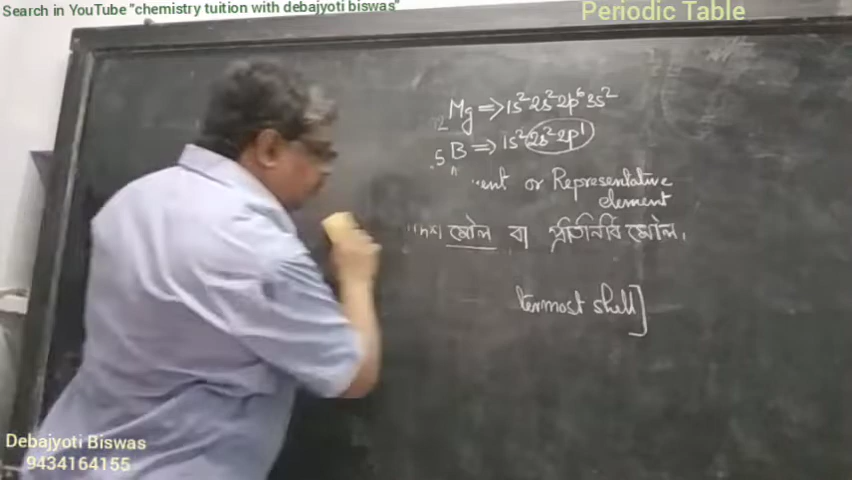 Search in YouTube "chemistry tuition with debajyoti biswas"
Periodic Table
12Mg ⇒ 1s²2s²2p⁶3s²
5B ⇒ 1s²2s²2p¹
ent or Representative
element
মৌল বা প্রতিনিধি মৌল,
termost shell]
Debajyoti Biswas
9434164155